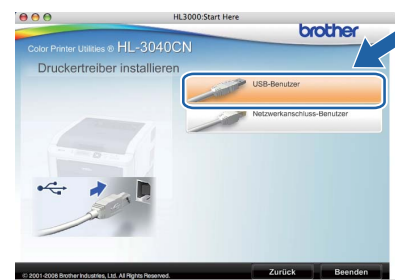 HL3000:Start Here
brother
Color Printer Utilities ® HL-3040CN
Druckertreiber installieren
USB-Benutzer
Netzwerkanschluss-Benutzer
© 2001-2008 Brother Industries, Ltd. All Rights Reserved.
Zurück
Beenden